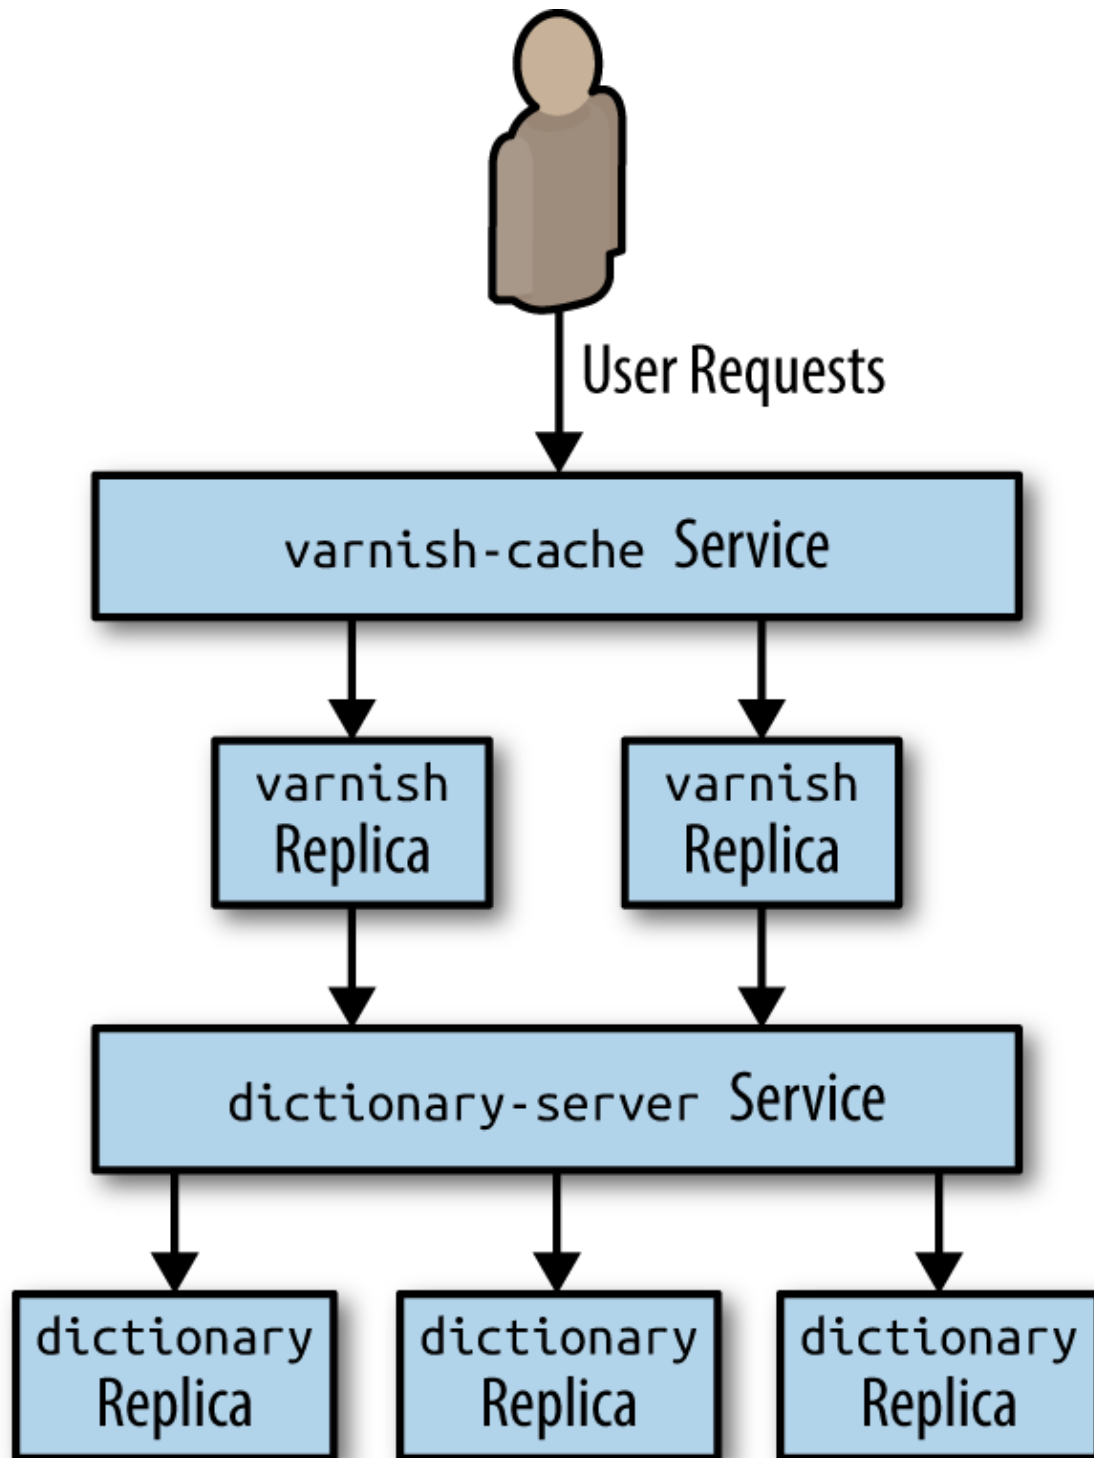 User Requests
varnish-cache Service
varnish
Replica
varnish
Replica
dictionary-server Service
dictionary
Replica
dictionary
Replica
dictionary
Replica